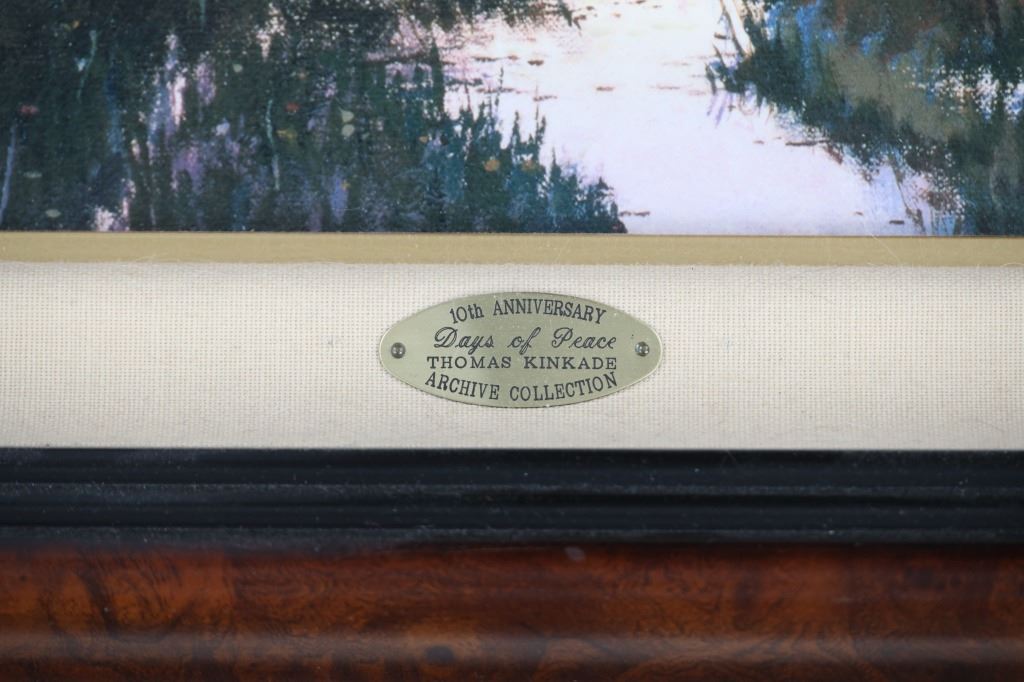 10th ANNIVERSARY
Days of Peace
THOMAS KINKADE
ARCHIVE COLLECTION